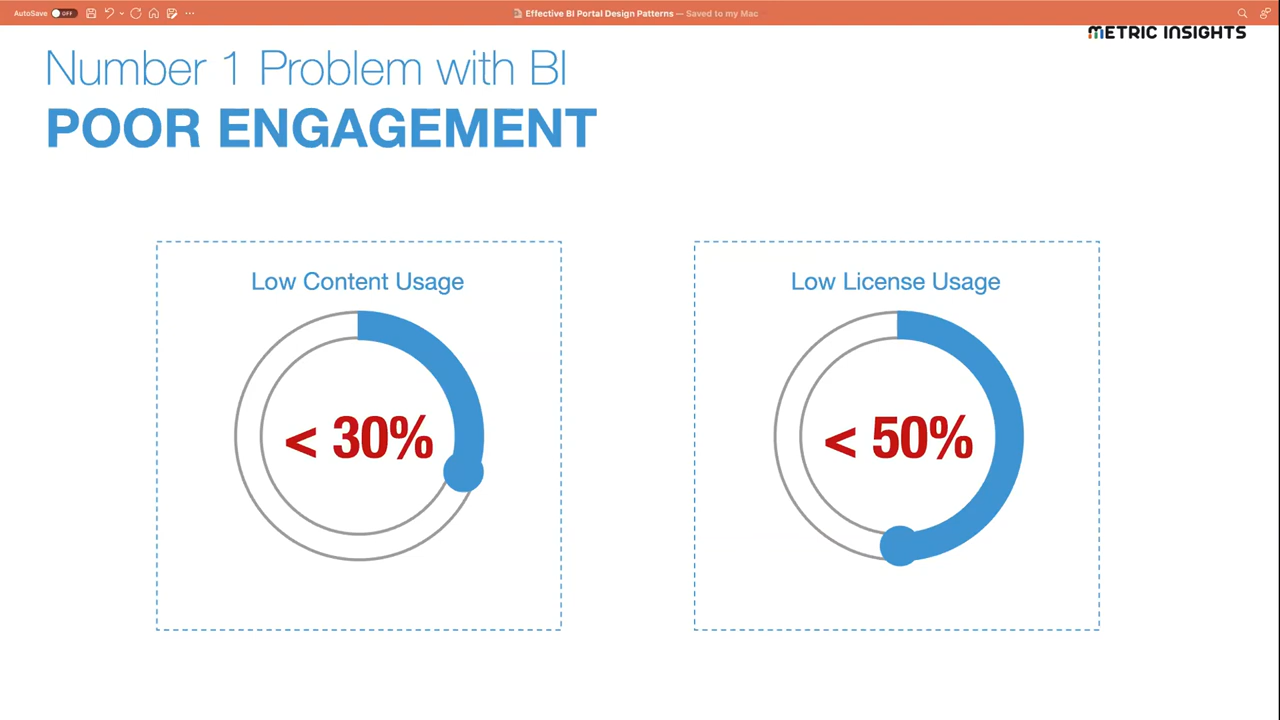 AutoSave OFF
Effective BI Portal Design Patterns — Saved to my Mac
METRIC INSIGHTS
Number 1 Problem with BI
POOR ENGAGEMENT
Low Content Usage
< 30%
Low License Usage
< 50%